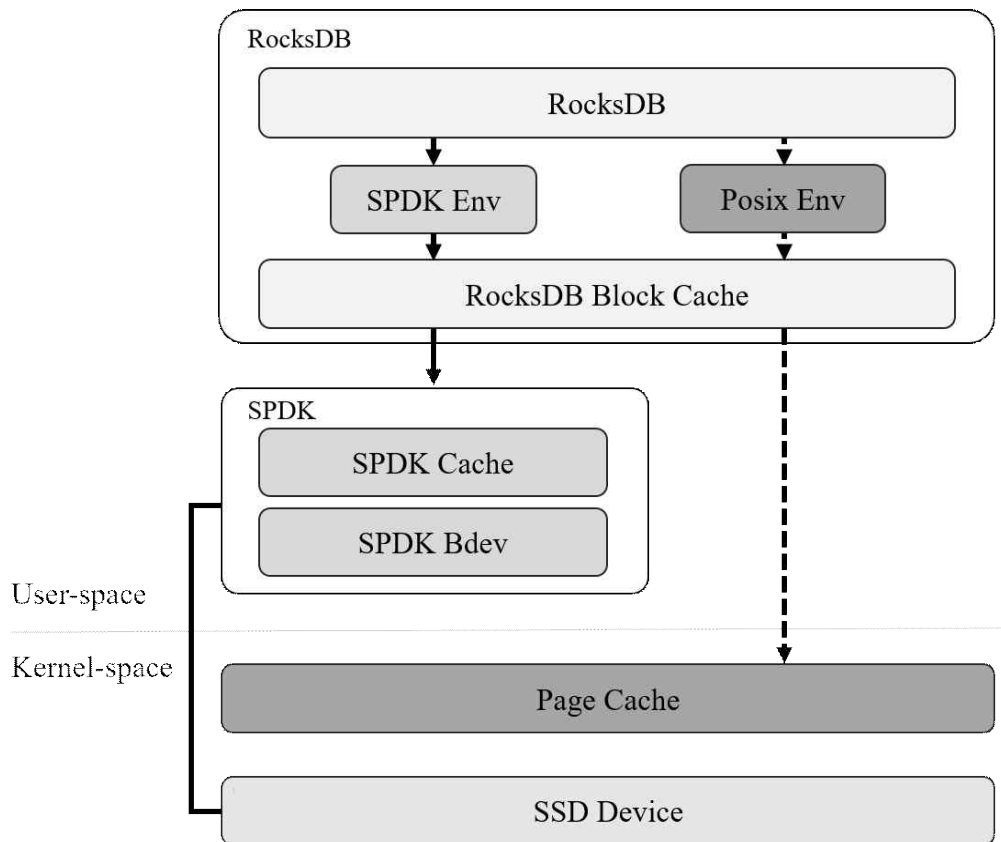 RocksDB
RocksDB
SPDK Env
Posix Env
RocksDB Block Cache
SPDK
SPDK Cache
SPDK Bdev
User-space
Kernel-space
Page Cache
SSD Device